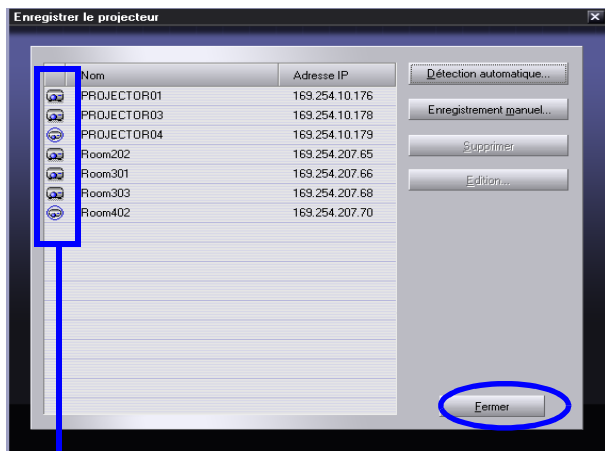 Enregistrer le projecteur
Nom Adresse IP
PROJECTOR01 169.254.10.176
PROJECTOR03 169.254.10.178
PROJECTOR04 169.254.10.179
Room202 169.254.207.65
Room301 169.254.207.66
Room303 169.254.207.68
Room402 169.254.207.70
Détection automatique...
Enregistrement manuel...
Supprimer
Edition...
Fermer